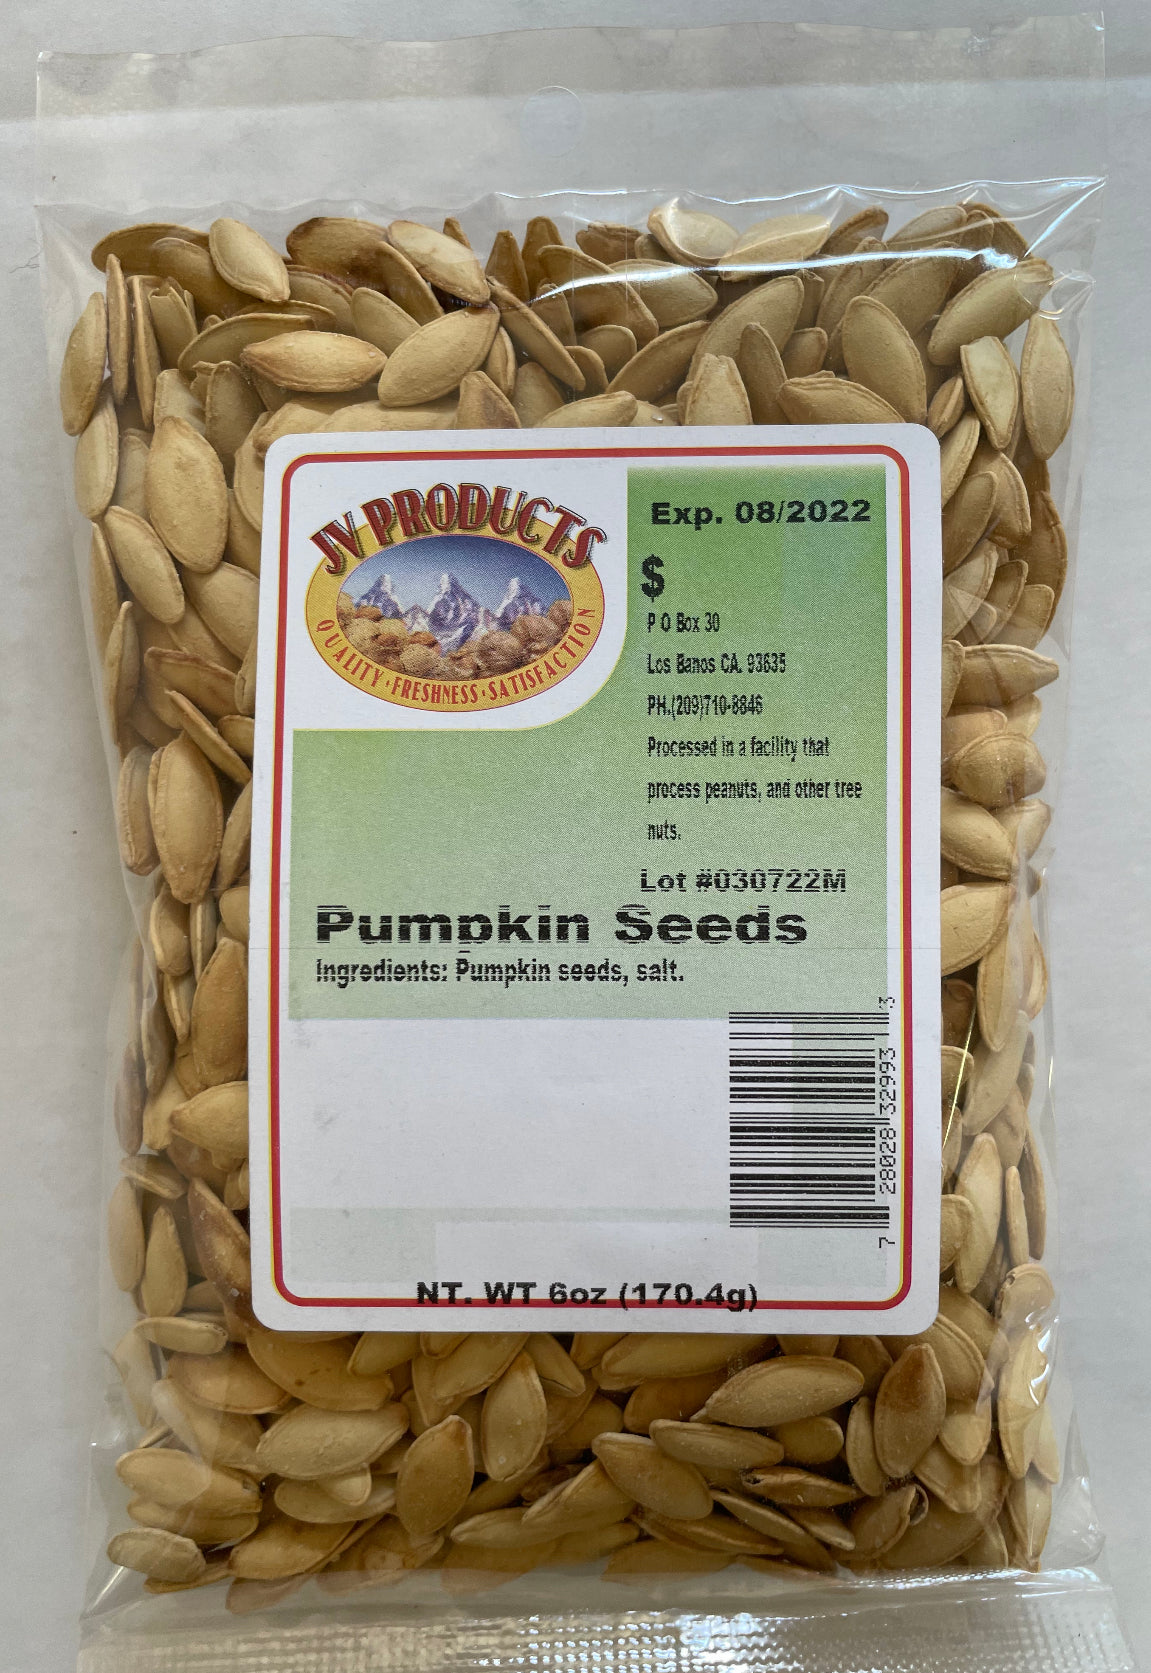 JV PRODUCTS
QUALITY · FRESHNESS · SATISFACTION
Exp. 08/2022
$
P O Box 30
Los Banos CA. 93635
PH.(209)710-8846
Processed in a facility that
process peanuts, and other tree
nuts.
Lot #030722M
Pumpkin Seeds
Ingredients: Pumpkin seeds, salt.
7 28028 32993 3
NT. WT 6oz (170.4g)